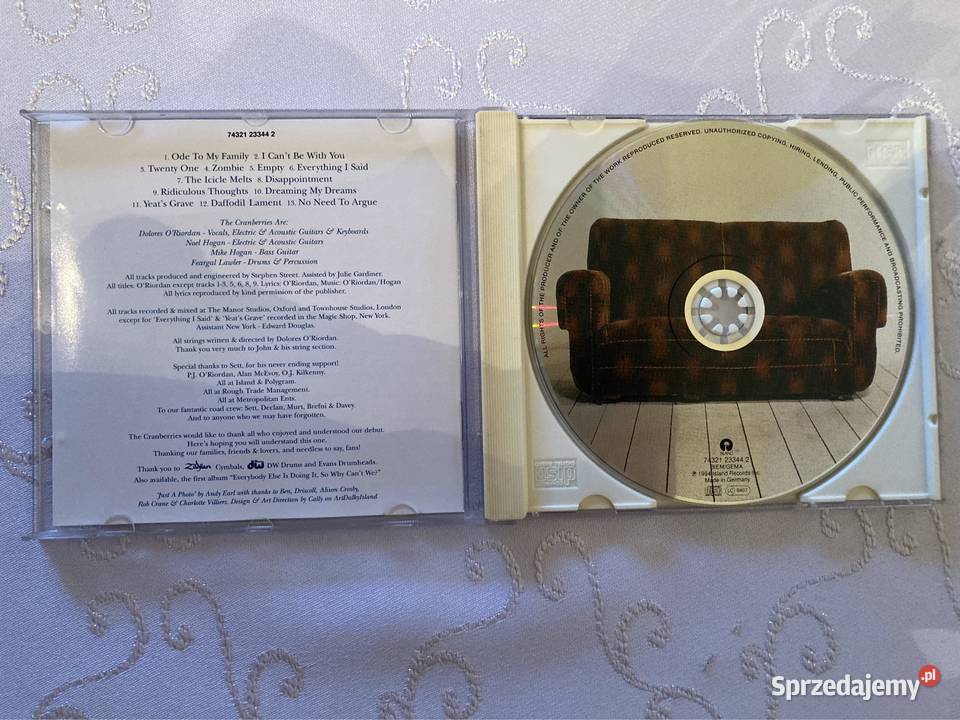 74321 23344 2
1. Ode To My Family 2. I Can't Be With You
3. Twenty One 4. Zombie 5. Empty 6. Everything I Said
7. The Icicle Melts 8. Disappointment
9. Ridiculous Thoughts 10. Dreaming My Dreams
11. Yeat's Grave 12. Daffodil Lament 13. No Need To Argue
The Cranberries Are:
Dolores O'Riordan - Vocals, Electric & Acoustic Guitars & Keyboards
Noel Hogan - Electric & Acoustic Guitars
Mike Hogan - Bass Guitar
Feargal Lawler - Drums & Percussion
All tracks produced and engineered by Stephen Street. Assisted by Julie Gardiner.
All titles: O'Riordan except tracks 1-3, 5, 6, 8, 9. Lyrics: O'Riordan, Music: O'Riordan/Hogan
All lyrics reproduced by kind permission of the publisher.
All tracks recorded & mixed at The Manor Studios, Oxford and Townhouse Studios, London
except for 'Everything I Said' & 'Yeat's Grave' recorded in the Magic Shop, New York.
Assistant New York - Edward Douglas.
All strings written & directed by Dolores O'Riordan.
Thank you very much to John & his string section.
Special thanks to Sett, for his never ending support!
P.J. O'Riordan, Alan McEvoy, O.J. Kilkenny.
All at Island & Polygram.
All at Rough Trade Management.
All at Metropolitan Ents.
To our fantastic road crew: Sett, Declan, Murt, Brefni & Davey.
And to anyone who we may have forgotten.
The Cranberries would like to thank all who enjoyed and understood our debut.
Here's hoping you will understand this one.
Thanking our families, friends & lovers, and needless to say, fans!
Thank you to Zildjian Cymbals, dw DW Drums and Evans Drumheads.
Also available, the first album "Everybody Else Is Doing It, So Why Can't We?"
'Just A Photo' by Andy Earl with thanks to Ben, Driscoll, Alison Crosby,
Rob Crane & Charlotte Villiers. Design & Art Direction by Cally on ArtDalkyIsland
ALL RIGHTS OF THE PRODUCER AND OF THE OWNER OF THE WORK REPRODUCED RESERVED. UNAUTHORIZED COPYING, HIRING, LENDING, PUBLIC PERFORMANCE AND BROADCASTING PROHIBITED.
ISLAND
74321 23344 2
BIEM/GEMA
℗ 1994 Island Records Inc.
Made in Germany
LC 0407
Sprzedajemy.pl